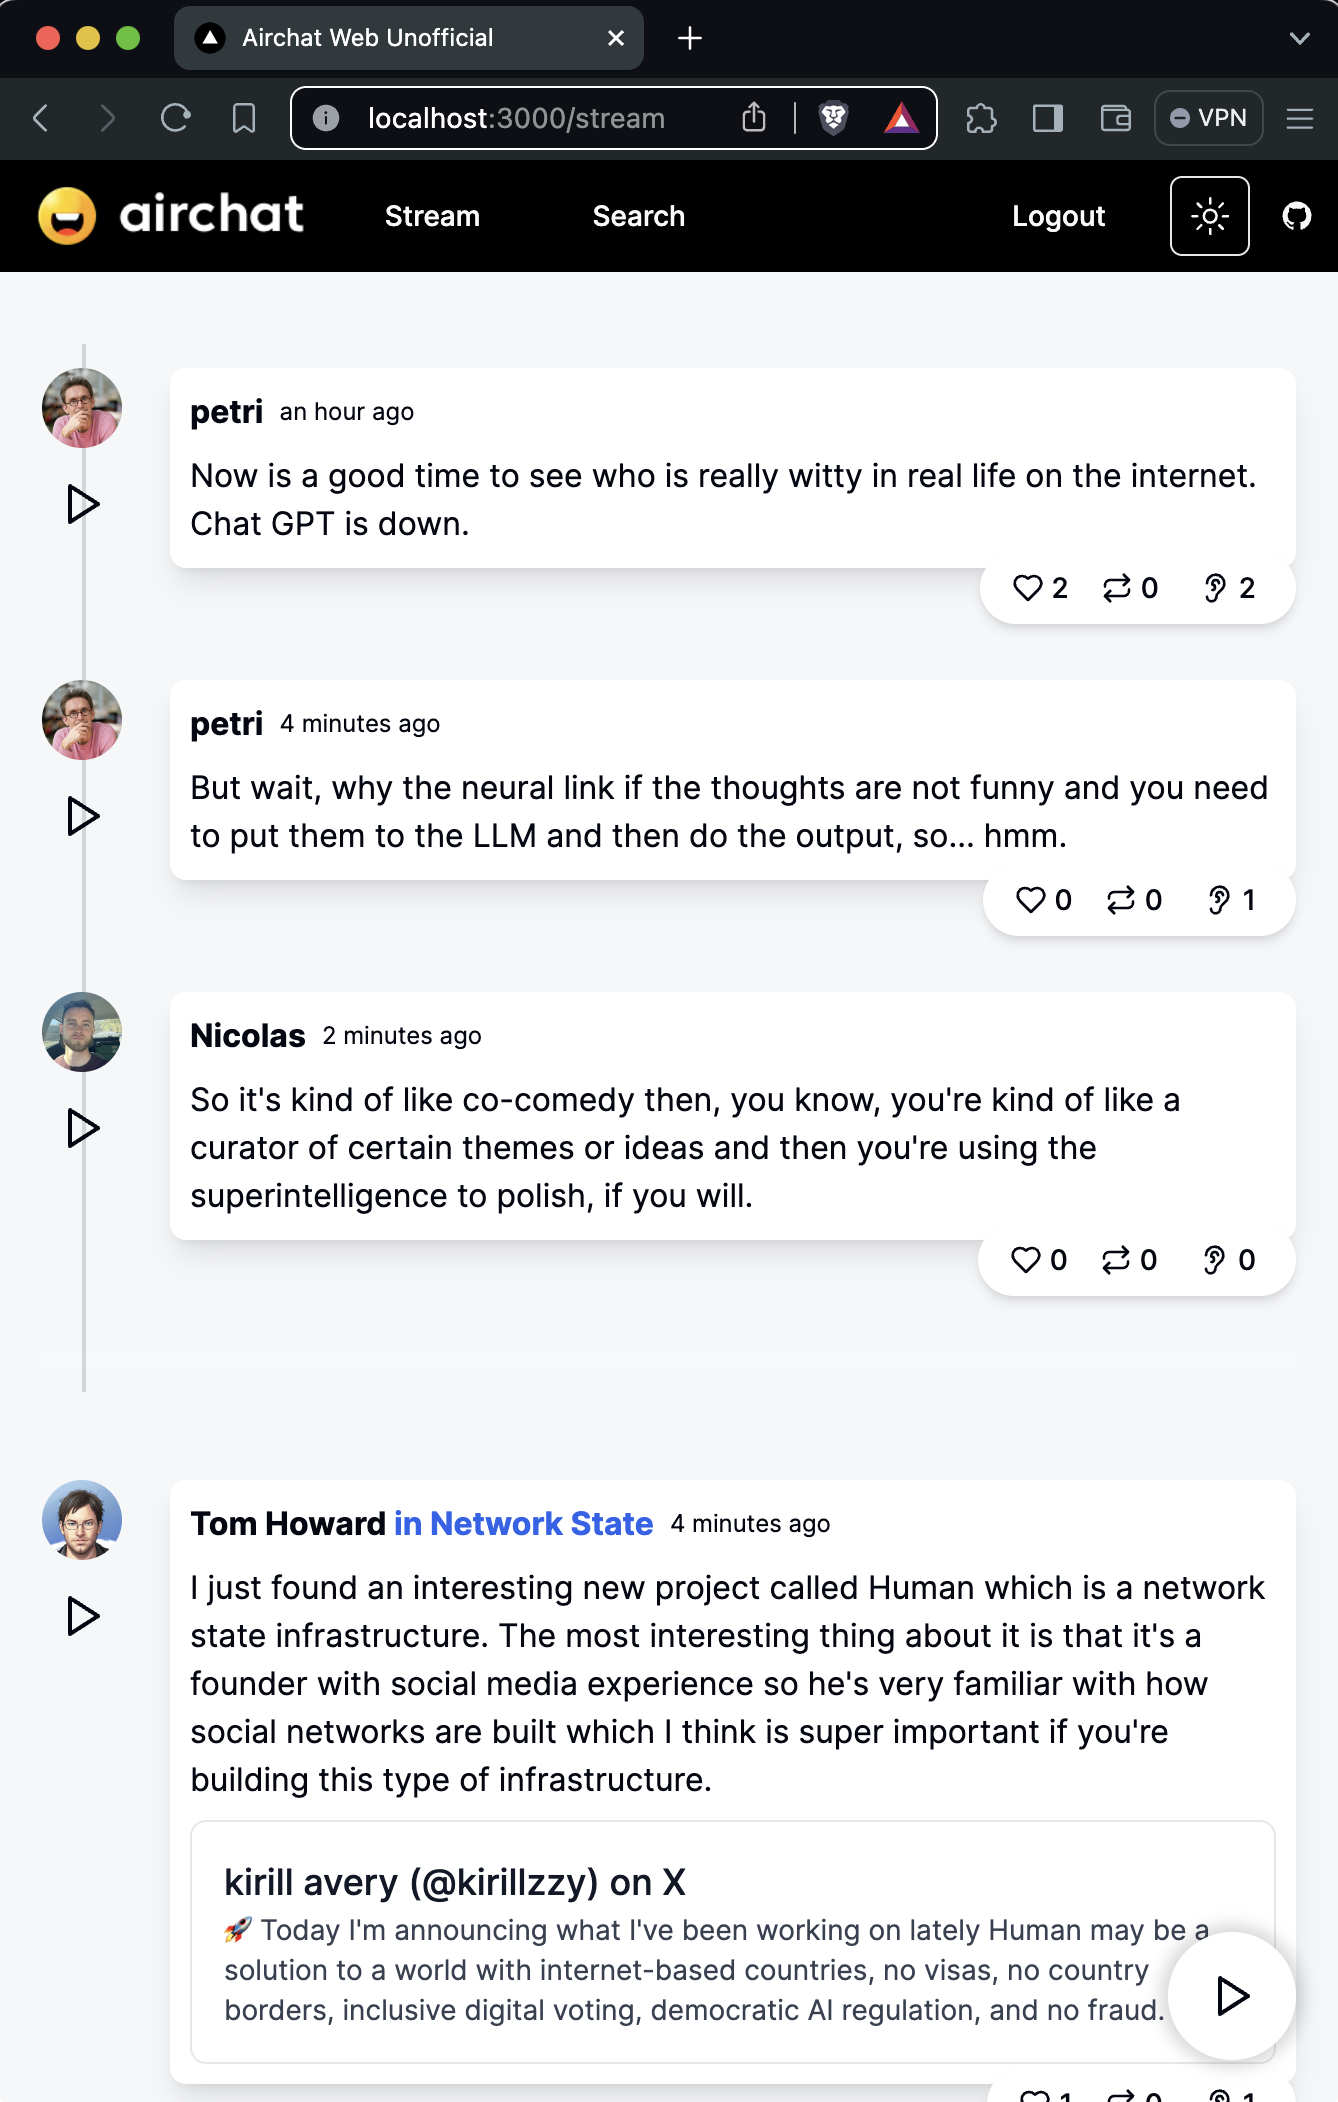 Airchat Web Unofficial
localhost:3000/stream
VPN
airchat
Stream
Search
Logout
petri an hour ago
Now is a good time to see who is really witty in real life on the internet.
Chat GPT is down.
2 0 2
petri 4 minutes ago
But wait, why the neural link if the thoughts are not funny and you need
to put them to the LLM and then do the output, so... hmm.
0 0 1
Nicolas 2 minutes ago
So it's kind of like co-comedy then, you know, you're kind of like a
curator of certain themes or ideas and then you're using the
superintelligence to polish, if you will.
0 0 0
Tom Howard in Network State 4 minutes ago
I just found an interesting new project called Human which is a network
state infrastructure. The most interesting thing about it is that it's a
founder with social media experience so he's very familiar with how
social networks are built which I think is super important if you're
building this type of infrastructure.
kirill avery (@kirillzzy) on X
🚀 Today I'm announcing what I've been working on lately Human may be a
solution to a world with internet-based countries, no visas, no country
borders, inclusive digital voting, democratic AI regulation, and no fraud.
1 0 1